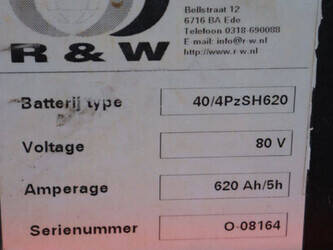 Bellstraat 12
6716 BA Ede
Telefoon 0318-690088
E-mail: info@r-w.nl
http://www.r-w.nl
R & W
Batterij type 40/4PzSH620
Voltage 80 V
Amperage 620 Ah/5h
Serienummer O-08164